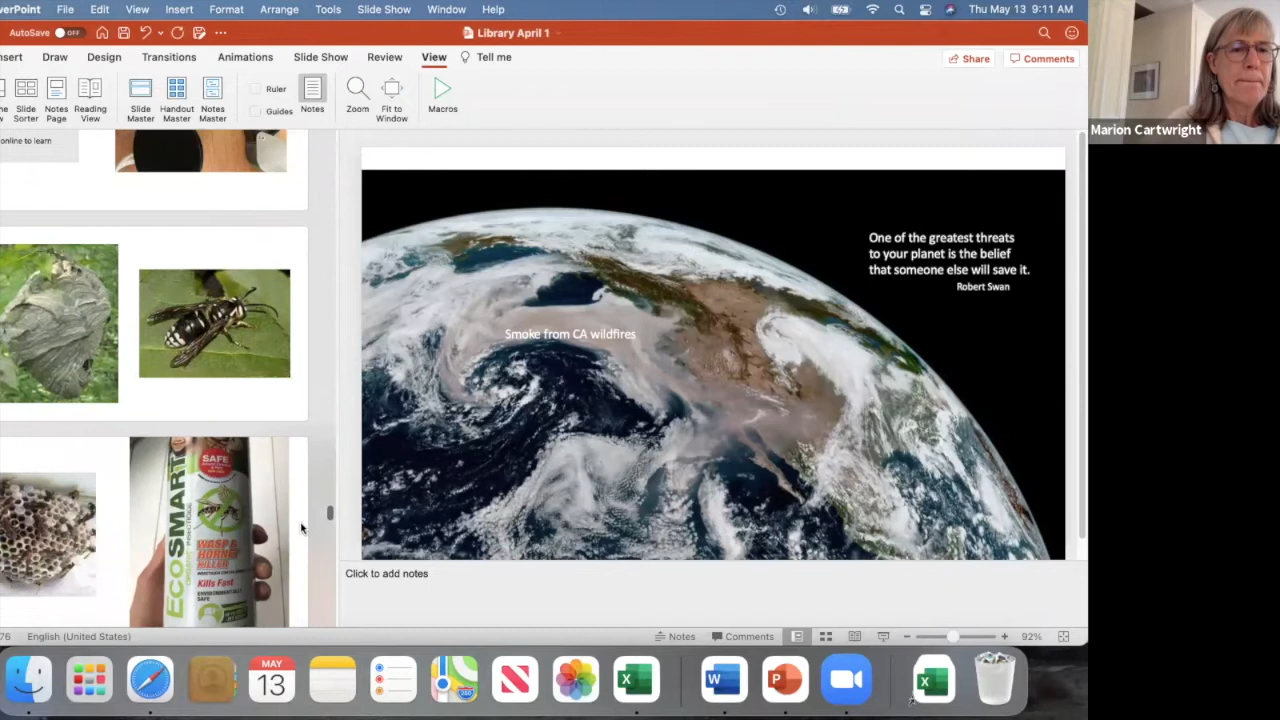 PowerPoint File Edit View Insert Format Arrange Tools Slide Show Window Help Thu May 13 9:11 AM
AutoSave OFF Library April 1
Draw Design Transitions Animations Slide Show Review View Tell me Share Comments
Slide Sorter
Notes Page
Reading View
Slide Master
Handout Master
Notes Master
Ruler
Guides
Notes
Zoom
Fit to Window
Macros
Marion Cartwright
online to learn
One of the greatest threats
to your planet is the belief
that someone else will save it.
Robert Swan
Smoke from CA wildfires
SAFE
ECOSMART
WASP &
HORNET
KILLER
Kills Fast
ENVIRONMENTALLY
SAFE
Click to add notes
76 English (United States) Notes Comments 92%
MAY
13